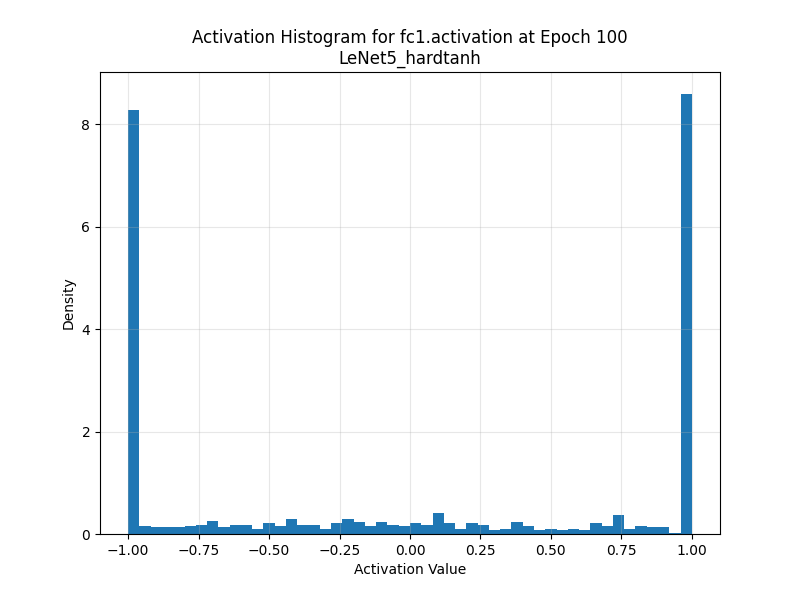 Activation Histogram for fc1.activation at Epoch 100
LeNet5_hardtanh
8
6
4
2
0
Density
−1.00 −0.75 −0.50 −0.25 0.00 0.25 0.50 0.75 1.00
Activation Value